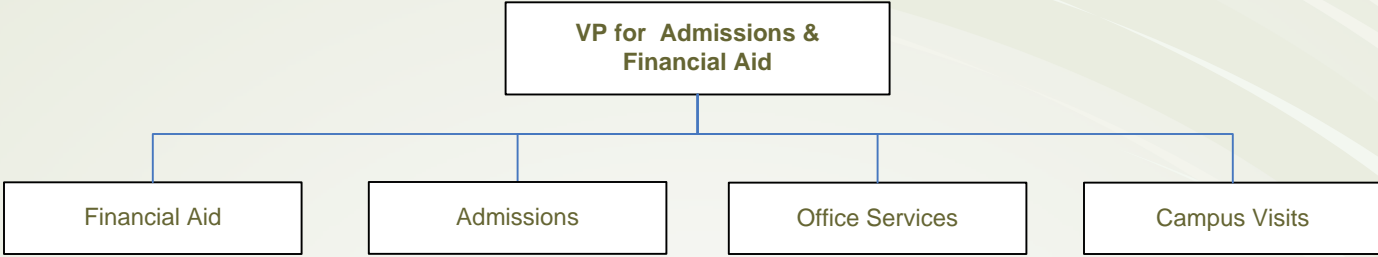 VP for Admissions &
Financial Aid
Financial Aid
Admissions
Office Services
Campus Visits